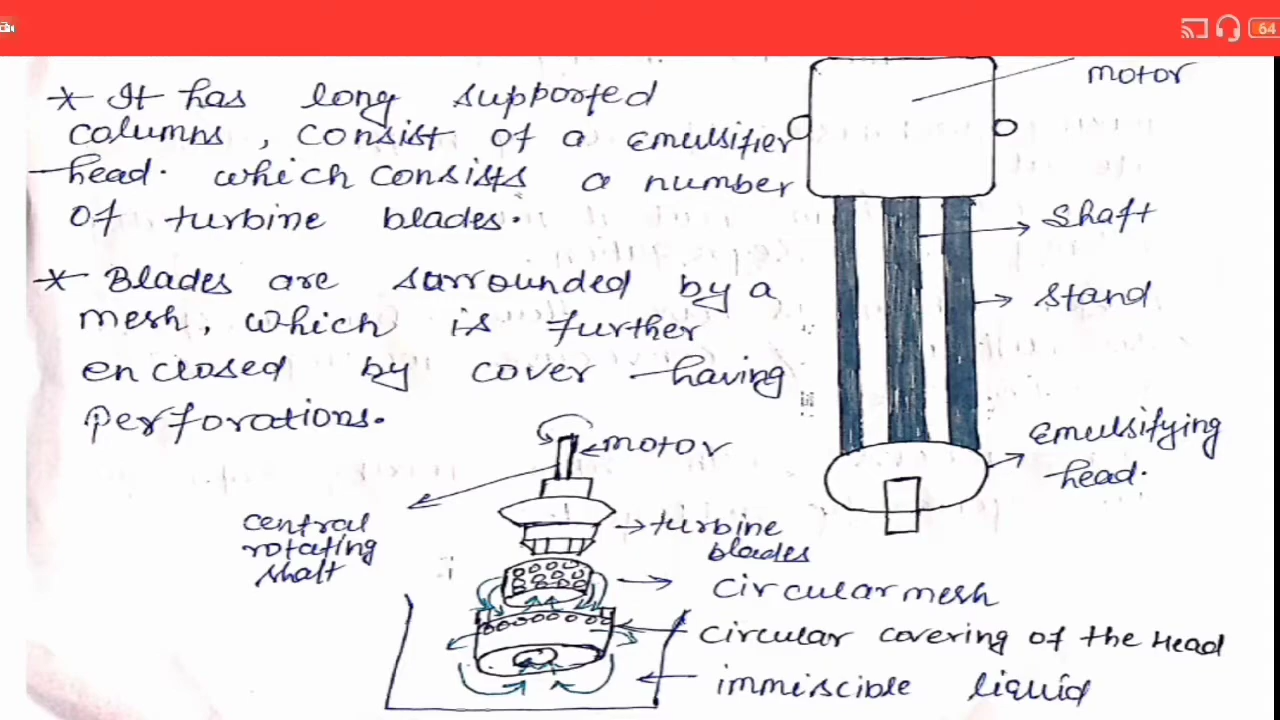 64
* It has long supported
columns, consist of a emulsifier
head. which consists a number
of turbine blades.
* Blades are surrounded by a
mesh, which is further
enclosed by cover having
perforations.
motor
shaft
stand
emulsifying
head.
motor
central
rotating
shaft
turbine
blades
circular mesh
circular covering of the Head
immiscible liquid